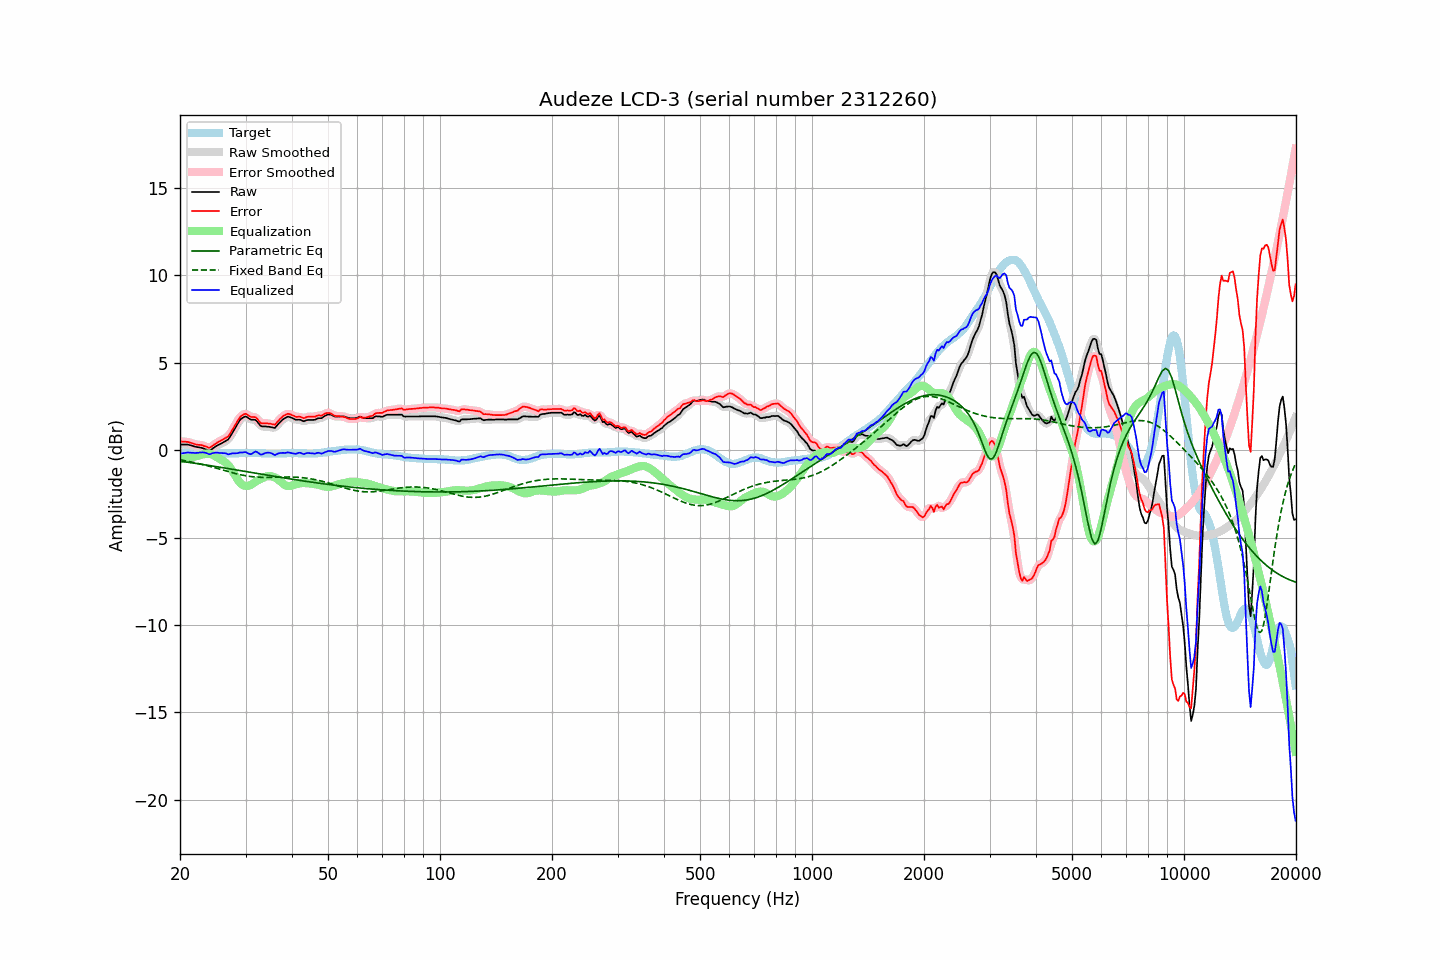 Audeze LCD-3 (serial number 2312260)
Target
Raw Smoothed
Error Smoothed
Raw
Error
Equalization
Parametric Eq
Fixed Band Eq
Equalized
Amplitude (dBr)
15
10
5
0
−5
−10
−15
−20
20 50 100 200 500 1000 2000 5000 10000 20000
Frequency (Hz)